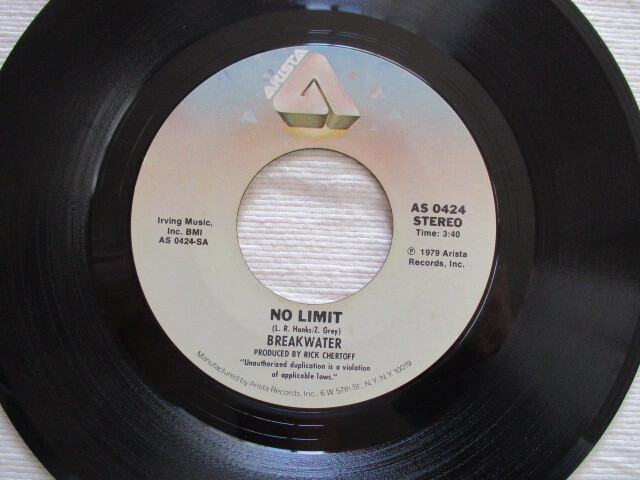 ARISTA
Irving Music,
Inc. BMI
AS 0424-SA
AS 0424
STEREO
Time: 3:40
℗ 1979 Arista
Records, Inc.
NO LIMIT
(L. R. Hanks/Z. Grey)
BREAKWATER
PRODUCED BY RICK CHERTOFF
"Unauthorized duplication is a violation
of applicable laws."
Manufactured by Arista Records, Inc., 6 W 57th St., N.Y., N.Y. 10019